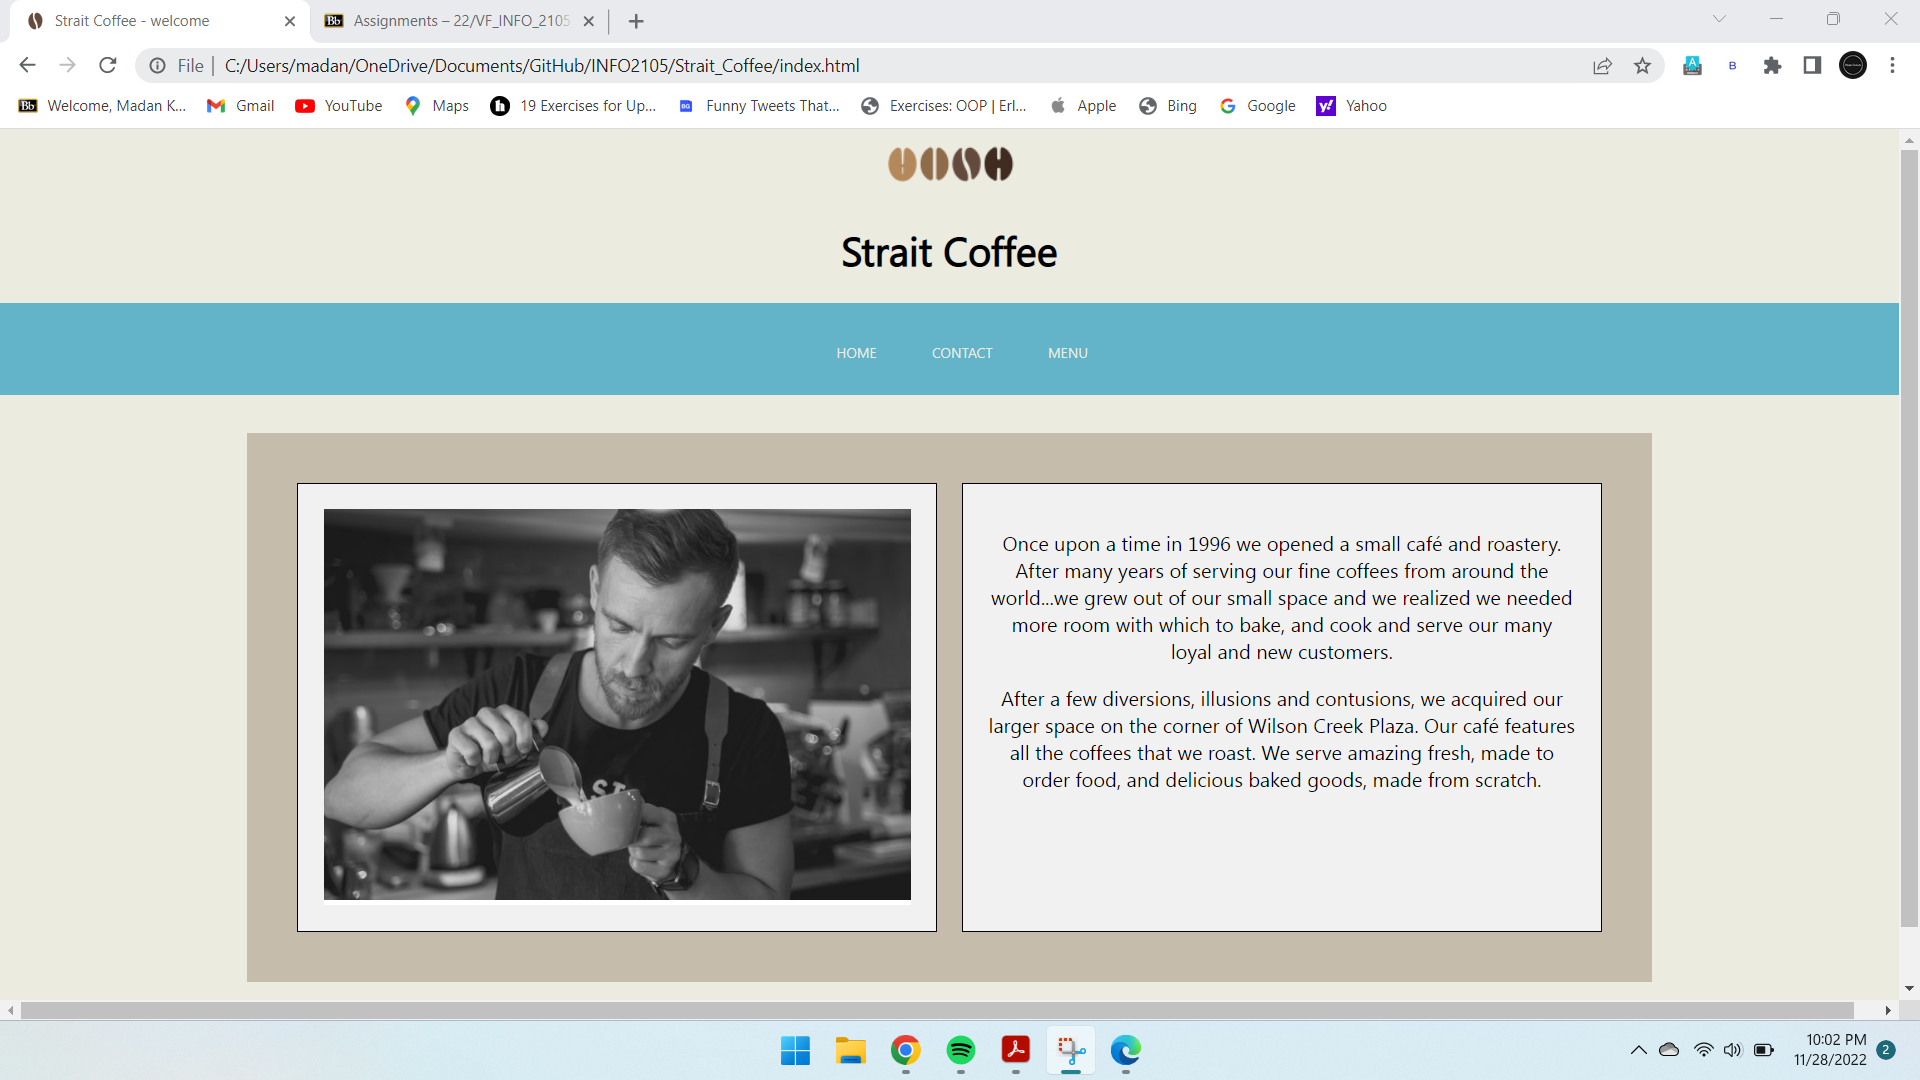 Strait Coffee - welcome
Bb Assignments – 22/VF_INFO_2105
File | C:/Users/madan/OneDrive/Documents/GitHub/INFO2105/Strait_Coffee/index.html
A B
Bb Welcome, Madan K... Gmail YouTube Maps h 19 Exercises for Up... BG Funny Tweets That... Exercises: OOP | Erl... Apple Bing G Google y! Yahoo
Strait Coffee
HOME CONTACT MENU
Once upon a time in 1996 we opened a small café and roastery.
After many years of serving our fine coffees from around the
world...we grew out of our small space and we realized we needed
more room with which to bake, and cook and serve our many
loyal and new customers.
After a few diversions, illusions and contusions, we acquired our
larger space on the corner of Wilson Creek Plaza. Our café features
all the coffees that we roast. We serve amazing fresh, made to
order food, and delicious baked goods, made from scratch.
10:02 PM
11/28/2022
2